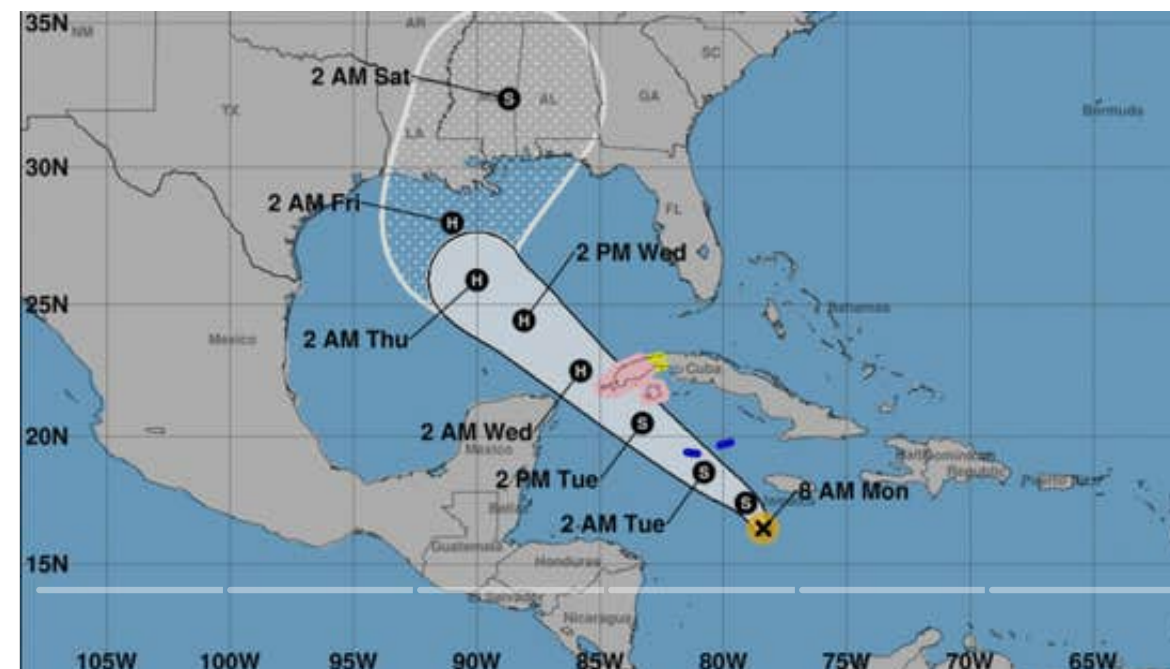 35N
NM
AR
SC
2 AM Sat
S
AL
GA
TX
LA
Bermuda
30N
2 AM Fri
H
FL
2 PM Wed
H
25N
H
2 AM Thu
Bahamas
Mexico
H
Cuba
20N
S
2 AM Wed
Mexico
Haiti
Dominican
Republic
Puerto Rico
2 PM Tue
S
S
8 AM Mon
Belize
2 AM Tue
X
Guatemala
15N
Honduras
El Salvador
Nicaragua
105W 100W 95W 90W 85W 80W 75W 70W 65W